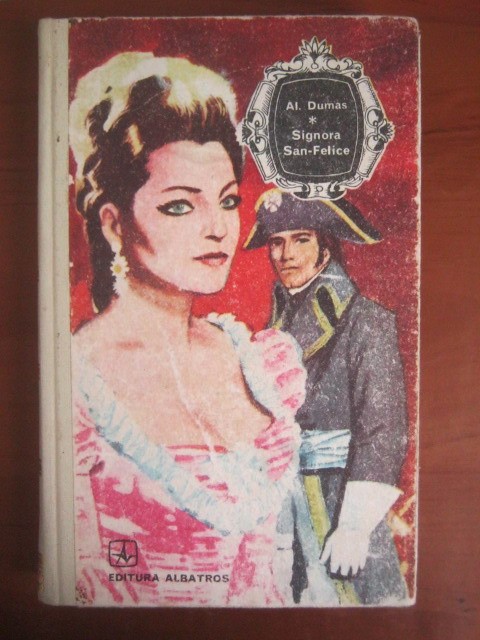 Al. Dumas
*
Signora
San-Felice
EDITURA ALBATROS